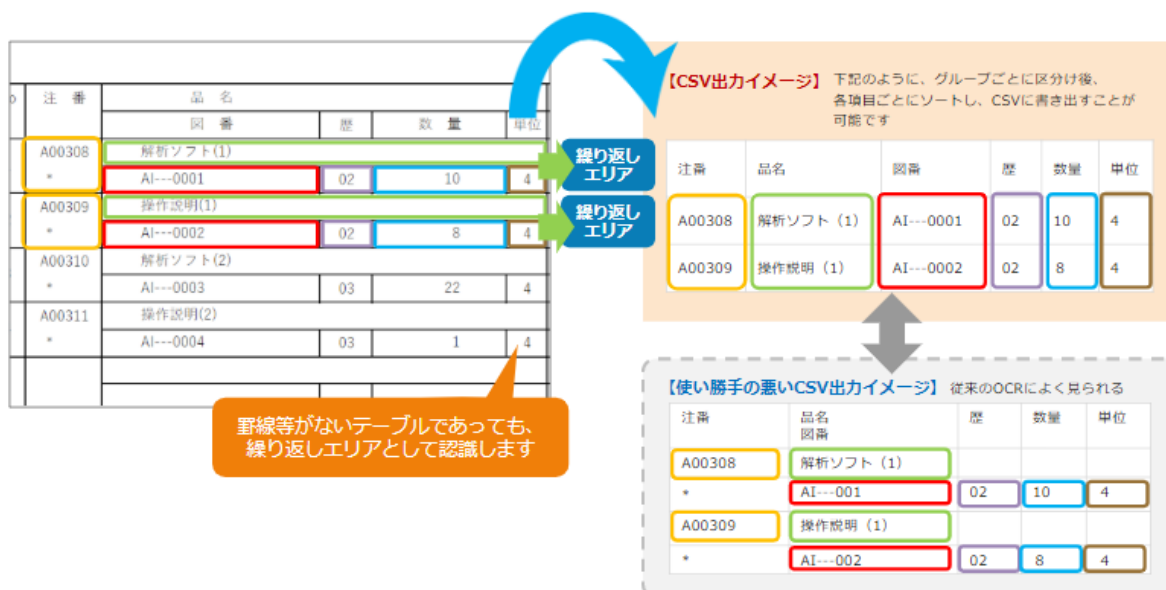 注 番
品 名
図 番
歴
数 量
単位
A00308
解析ソフト(1)
*
AI---0001
02
10
4
A00309
操作説明(1)
*
AI---0002
02
8
4
A00310
解析ソフト(2)
*
AI---0003
03
22
4
A00311
操作説明(2)
*
AI---0004
03
1
4
繰り返し
エリア
繰り返し
エリア
罫線等がないテーブルであっても、
繰り返しエリアとして認識します
【CSV出力イメージ】 下記のように、グループごとに区分け後、
各項目ごとにソートし、CSVに書き出すことが
可能です
注番 品名 図番 歴 数量 単位
A00308 解析ソフト（1） AI---0001 02 10 4
A00309 操作説明（1） AI---0002 02 8 4
【使い勝手の悪いCSV出力イメージ】 従来のOCRによく見られる
注番 品名 歴 数量 単位
図番
A00308 解析ソフト（1）
* AI---001 02 10 4
A00309 操作説明（1）
* AI---002 02 8 4